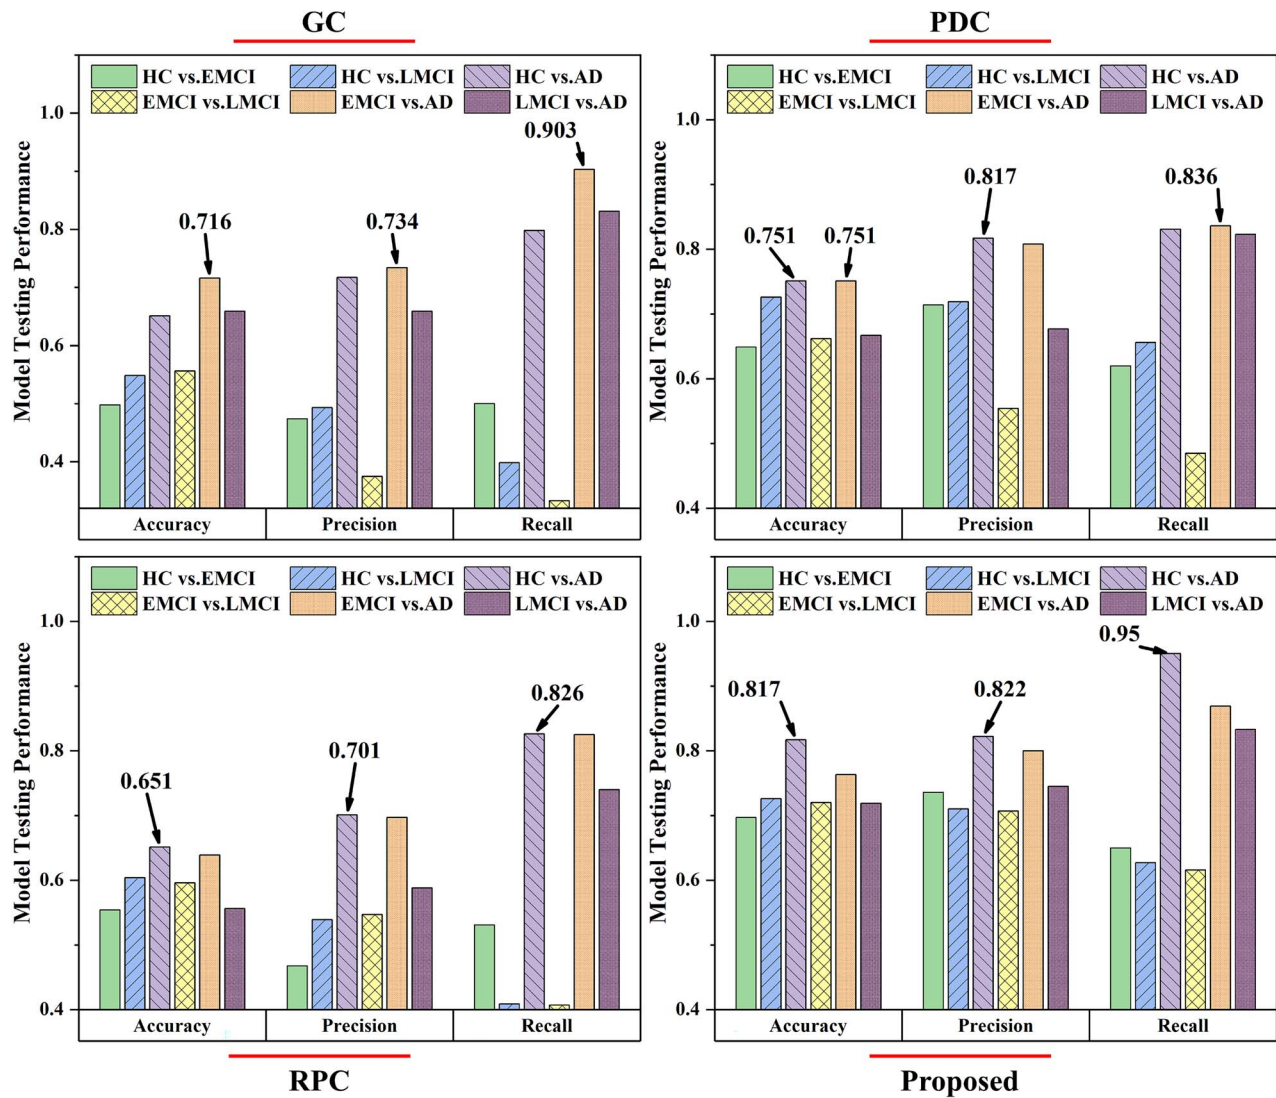 GC
HC vs.EMCI HC vs.LMCI HC vs.AD
EMCI vs.LMCI EMCI vs.AD LMCI vs.AD
Model Testing Performance
1.0
0.8
0.6
0.4
0.716
0.734
0.903
Accuracy Precision Recall
PDC
HC vs.EMCI HC vs.LMCI HC vs.AD
EMCI vs.LMCI EMCI vs.AD LMCI vs.AD
Model Testing Performance
1.0
0.8
0.6
0.4
0.751
0.751
0.817
0.836
Accuracy Precision Recall
HC vs.EMCI HC vs.LMCI HC vs.AD
EMCI vs.LMCI EMCI vs.AD LMCI vs.AD
Model Testing Performance
1.0
0.8
0.6
0.4
0.651
0.701
0.826
Accuracy Precision Recall
RPC
HC vs.EMCI HC vs.LMCI HC vs.AD
EMCI vs.LMCI EMCI vs.AD LMCI vs.AD
Model Testing Performance
1.0
0.8
0.6
0.4
0.817
0.822
0.95
Accuracy Precision Recall
Proposed